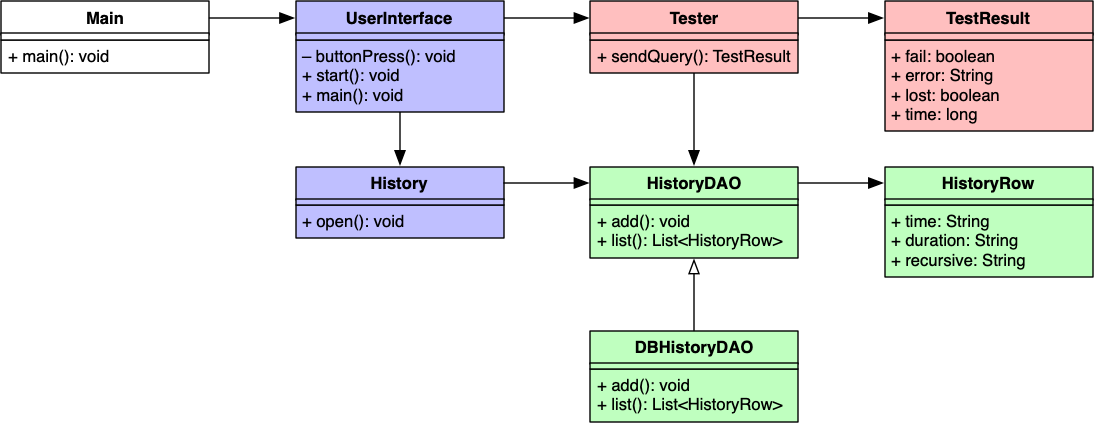 Main
+ main(): void
UserInterface
– buttonPress(): void
+ start(): void
+ main(): void
Tester
+ sendQuery(): TestResult
TestResult
+ fail: boolean
+ error: String
+ lost: boolean
+ time: long
History
+ open(): void
HistoryDAO
+ add(): void
+ list(): List<HistoryRow>
HistoryRow
+ time: String
+ duration: String
+ recursive: String
DBHistoryDAO
+ add(): void
+ list(): List<HistoryRow>